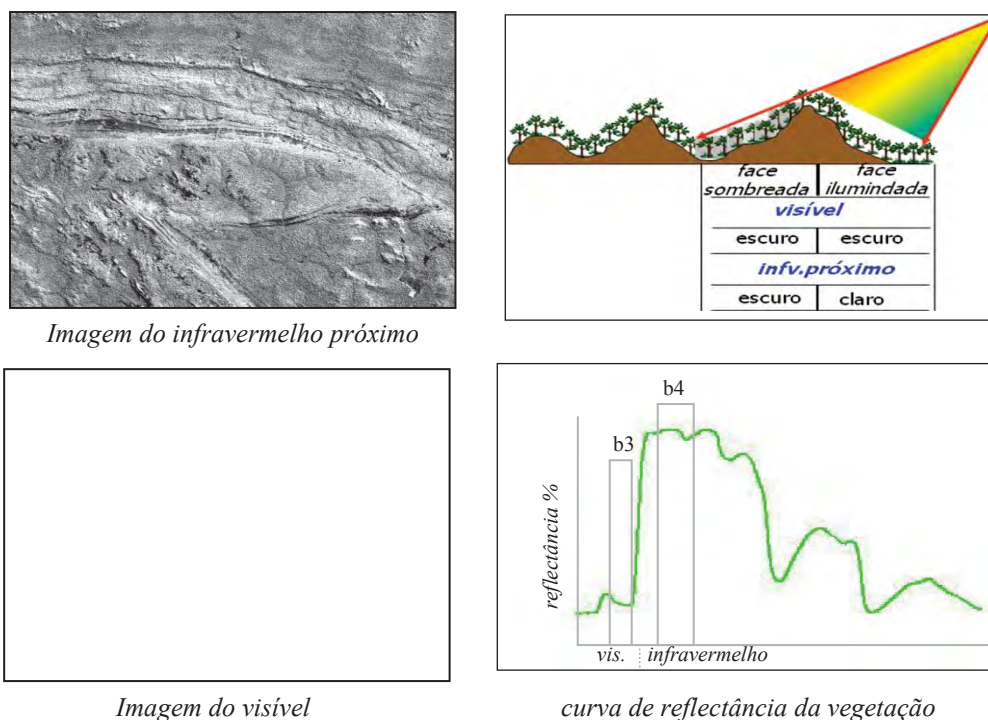 Imagem do infravermelho próximo
face face
sombreada ilumindada
visível
escuro escuro
infv.próximo
escuro claro
Imagem do visível
b4
b3
reflectância %
vis. infravermelho
curva de reflectância da vegetação